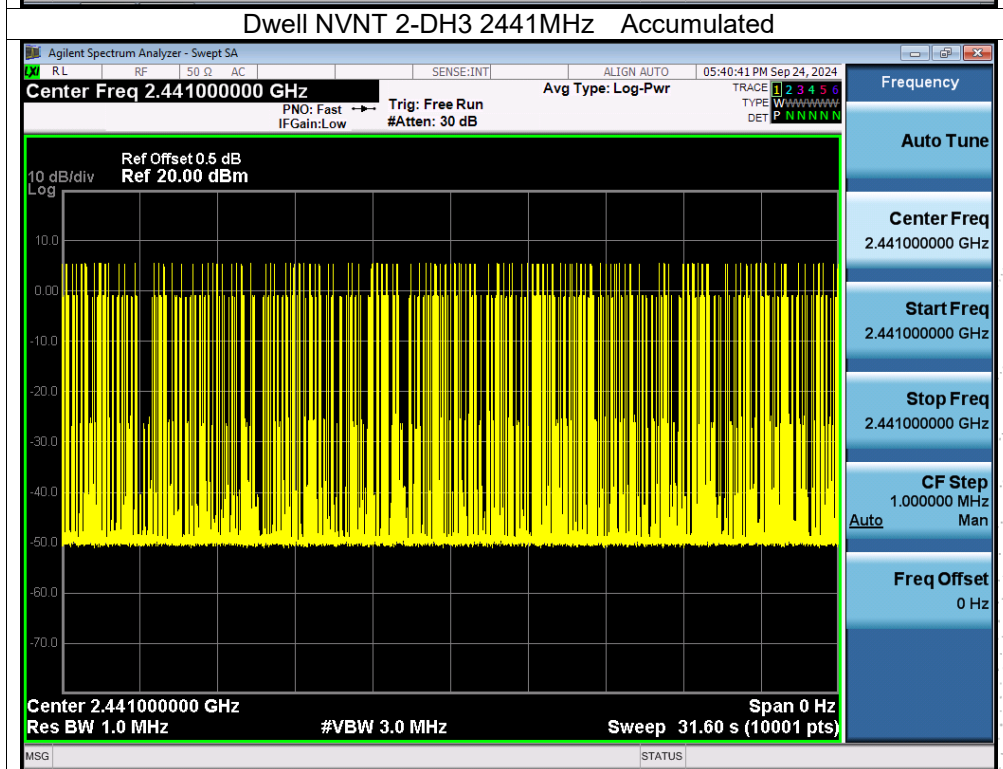 Dwell NVNT 2-DH3 2441MHz Accumulated
Agilent Spectrum Analyzer - Swept SA
LXI RL RF 50 Ω AC SENSE:INT ALIGN AUTO 05:40:41 PM Sep 24, 2024
Center Freq 2.441000000 GHz
PNO: Fast
IFGain:Low
Trig: Free Run
#Atten: 30 dB
Avg Type: Log-Pwr
TRACE 1 2 3 4 5 6
TYPE WWWWWWW
DET P N N N N N
Ref Offset 0.5 dB
10 dB/div Ref 20.00 dBm
Log
10.0
0.00
-10.0
-20.0
-30.0
-40.0
-50.0
-60.0
-70.0
Center 2.441000000 GHz Span 0 Hz
Res BW 1.0 MHz #VBW 3.0 MHz Sweep 31.60 s (10001 pts)
MSG STATUS
Frequency
Auto Tune
Center Freq
2.441000000 GHz
Start Freq
2.441000000 GHz
Stop Freq
2.441000000 GHz
CF Step
1.000000 MHz
Auto Man
Freq Offset
0 Hz